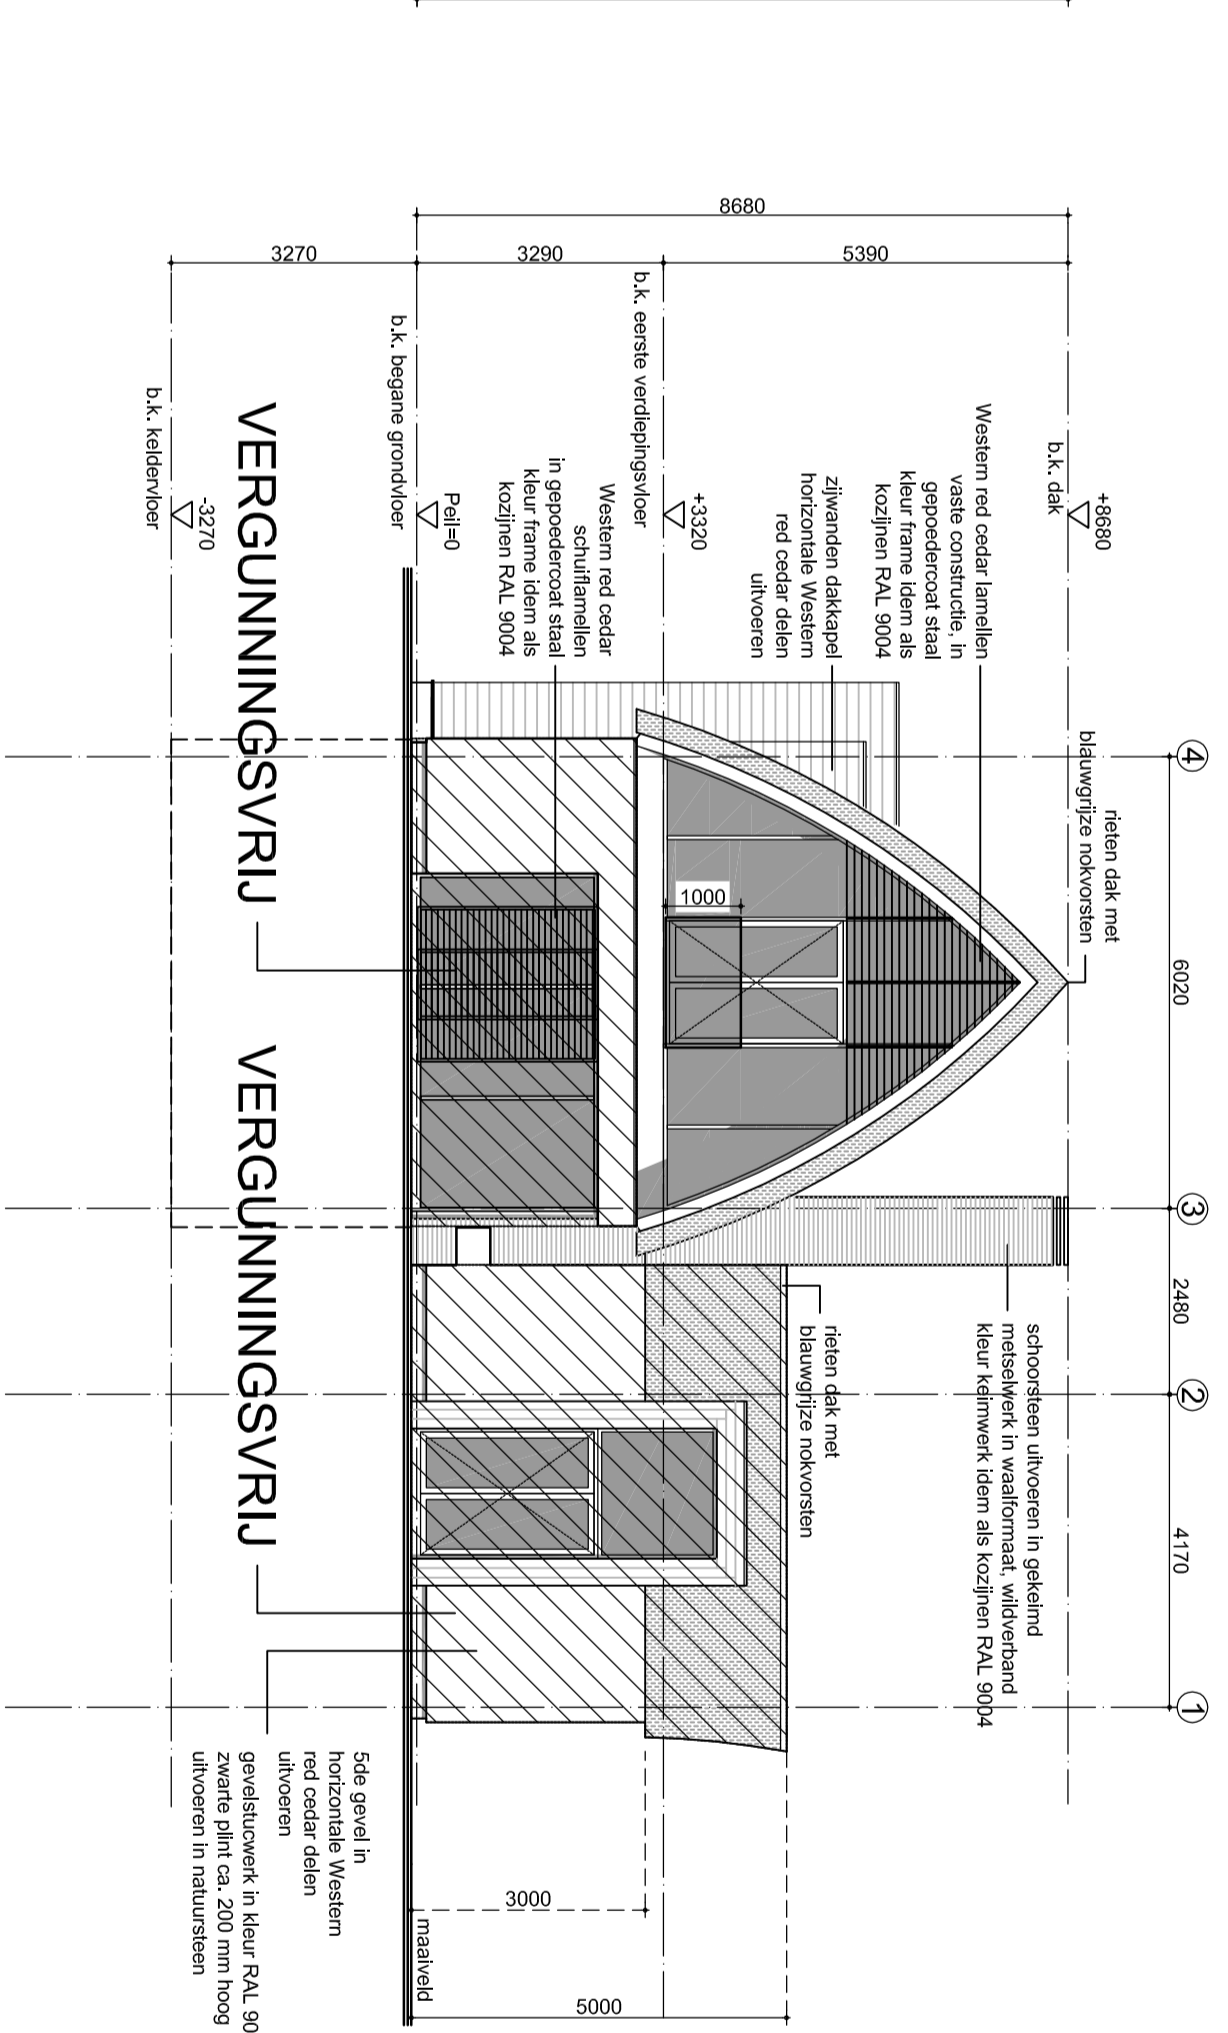 4
6020
3
2480
2
4170
1
8680
3270
3290
5390
+8680
b.k. dak
+3320
b.k. eerste verdiepingsvloer
Peil=0
b.k. begane grondvloer
-3270
b.k. keldervloer
rieten dak met
blauwgrijze nokvorsten
Western red cedar lamellen
vaste constructie, in
gepoedercoat staal
kleur frame idem als
kozijnen RAL 9004
zijwanden dakkapel
horizontale Western
red cedar delen
uitvoeren
Western red cedar
schuiflamellen
in gepoedercoat staal
kleur frame idem als
kozijnen RAL 9004
1000
schoorsteen uitvoeren in gekeimd
metselwerk in waalformaat, wildverband
kleur keimwerk idem als kozijnen RAL 9004
rieten dak met
blauwgrijze nokvorsten
VERGUNNINGSVRIJ
VERGUNNINGSVRIJ
5de gevel in
horizontale Western
red cedar delen
uitvoeren
gevelstucwerk in kleur RAL 90
zwarte plint ca. 200 mm hoog
uitvoeren in natuursteen
3000
maaiveld
5000